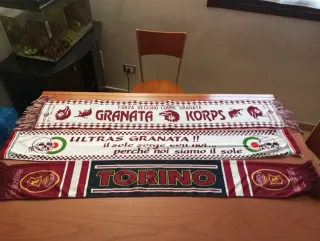 FORZA VECCHIO CUORE GRANATA
GRANATA KORPS
ULTRAS GRANATA!!
il sole sorge con noi...
perchè noi siamo il sole
TORINO